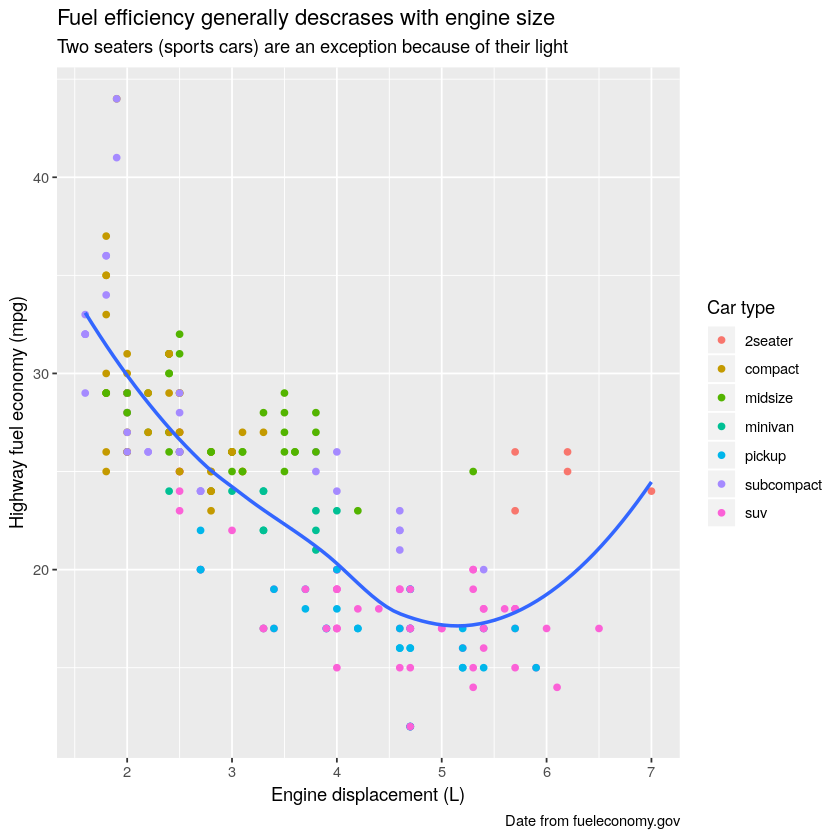 Fuel efficiency generally descrases with engine size
Two seaters (sports cars) are an exception because of their light
Highway fuel economy (mpg)
40
30
20
2 3 4 5 6 7
Engine displacement (L)
Car type
2seater
compact
midsize
minivan
pickup
subcompact
suv
Date from fueleconomy.gov